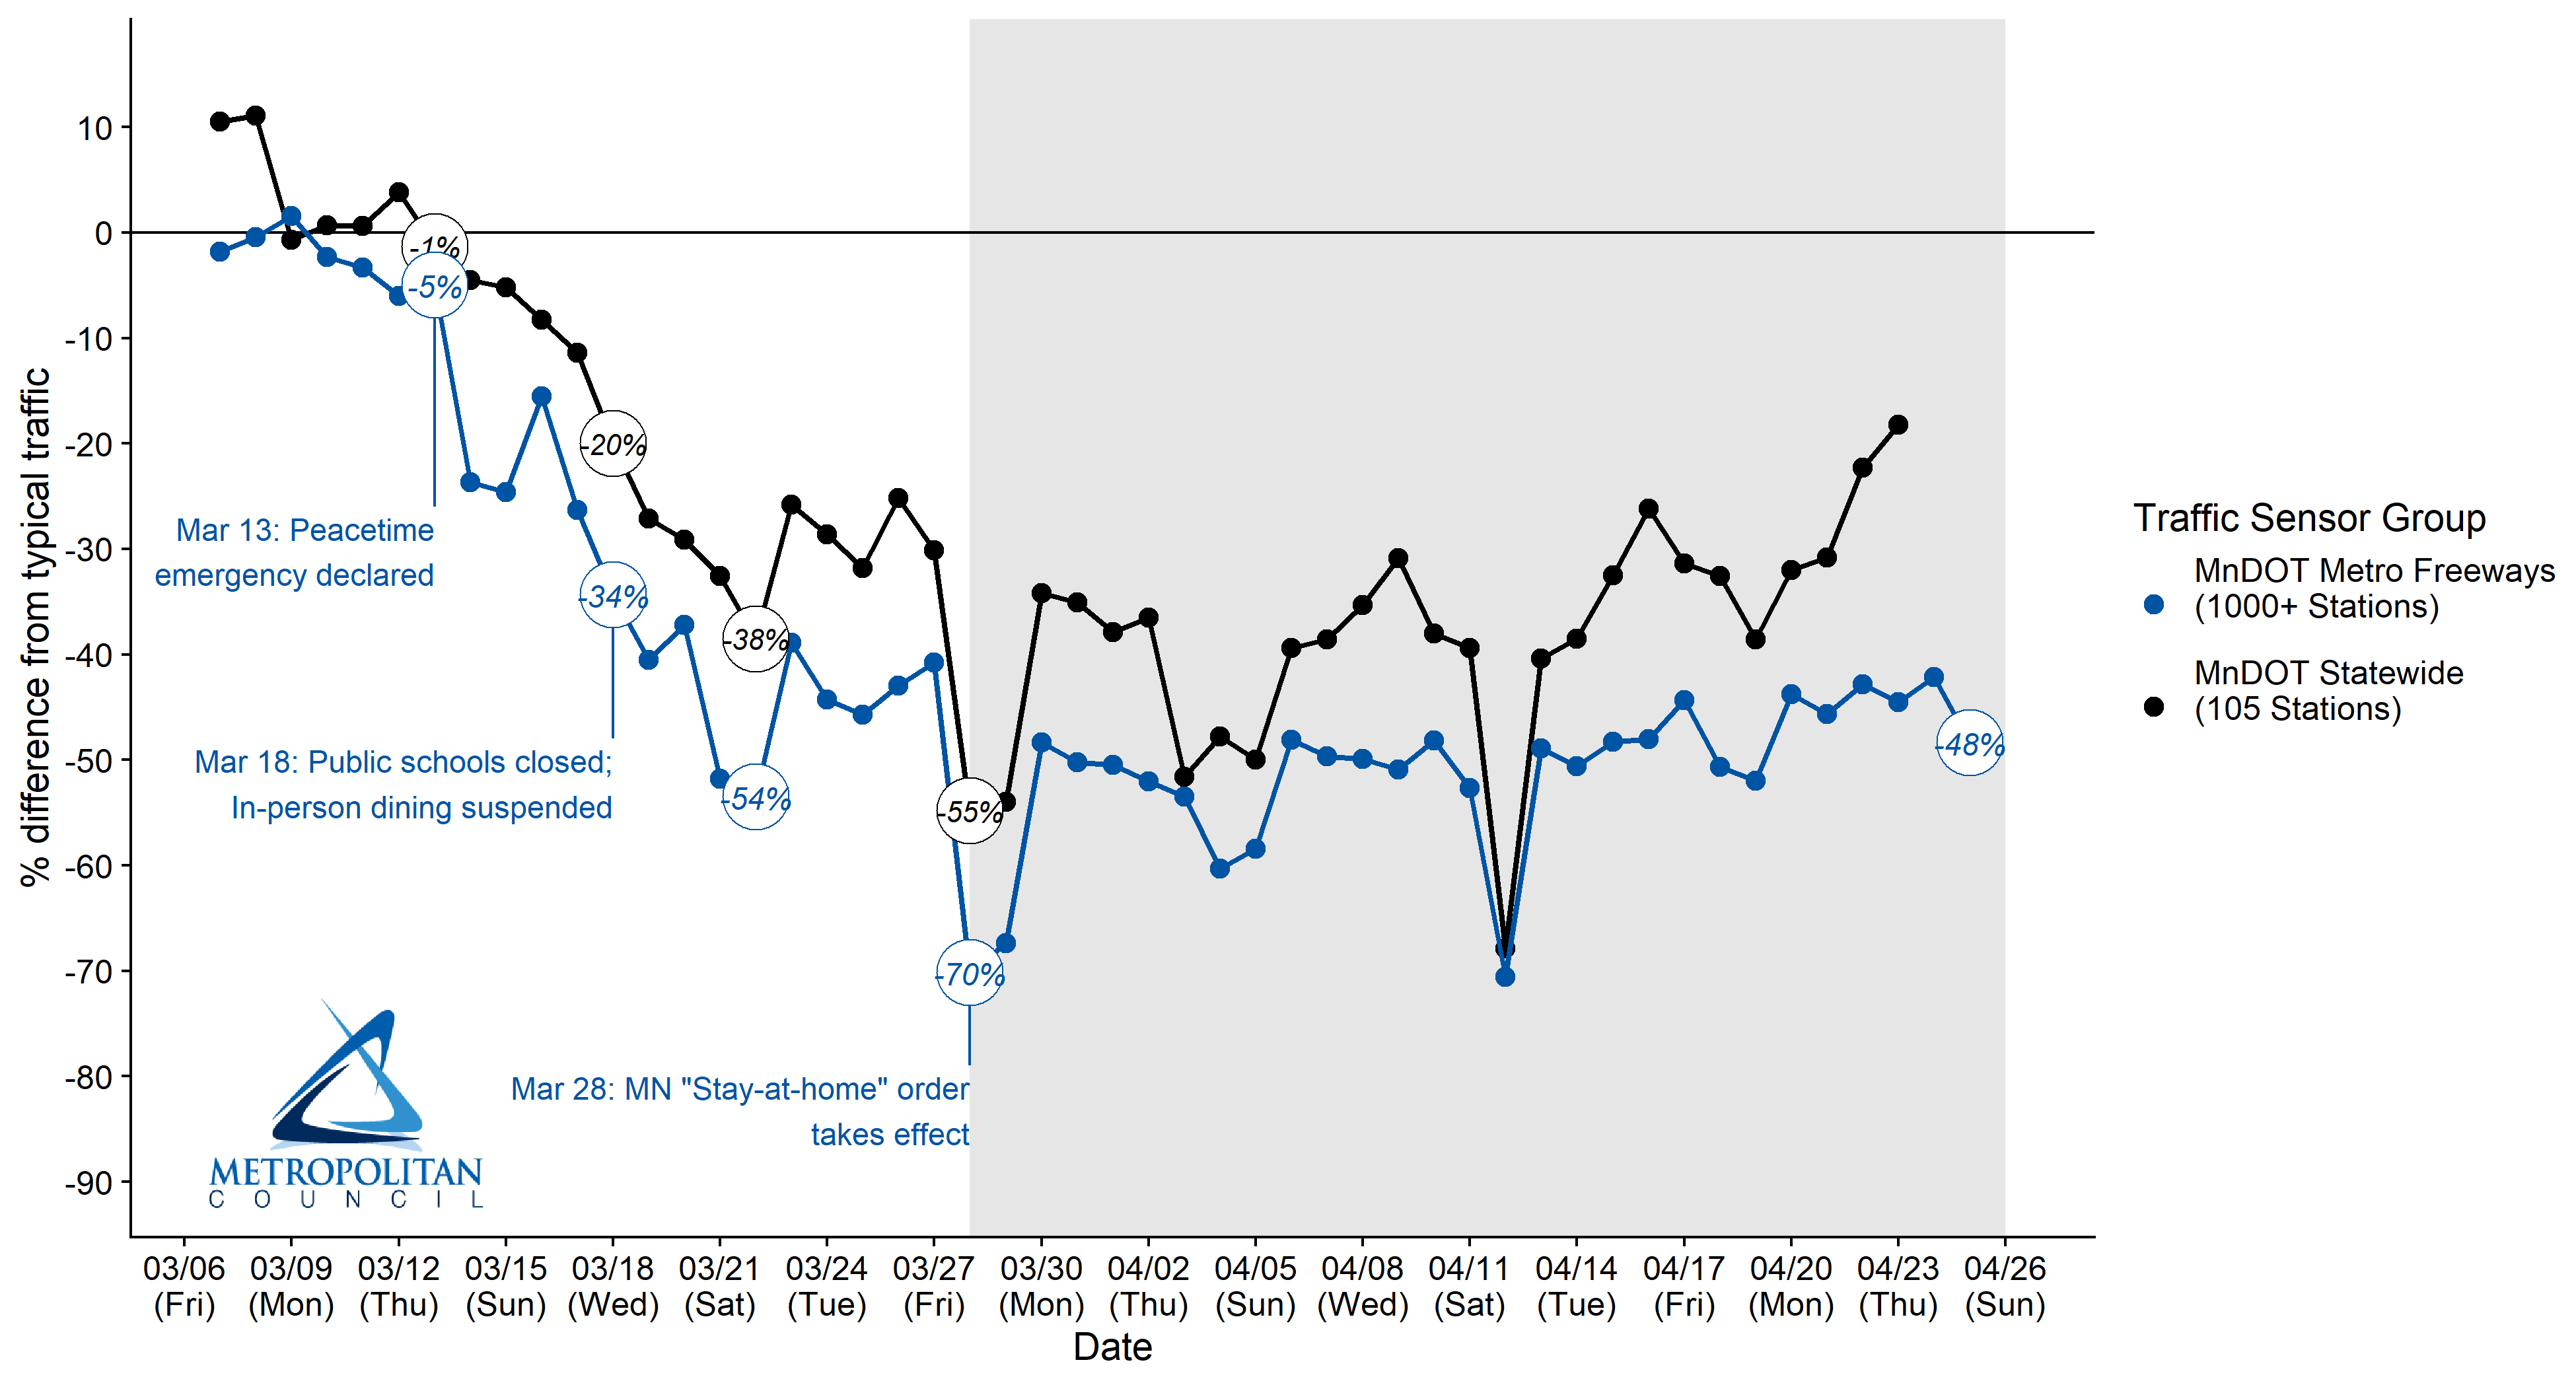 % difference from typical traffic
10
0
-10
-20
-30
-40
-50
-60
-70
-80
-90
-1%
-5%
-20%
-34%
-38%
-54%
-55%
-70%
-48%
Mar 13: Peacetime
emergency declared
Mar 18: Public schools closed;
In-person dining suspended
Mar 28: MN "Stay-at-home" order
takes effect
METROPOLITAN
COUNCIL
03/06 03/09 03/12 03/15 03/18 03/21 03/24 03/27 03/30 04/02 04/05 04/08 04/11 04/14 04/17 04/20 04/23 04/26
(Fri) (Mon) (Thu) (Sun) (Wed) (Sat) (Tue) (Fri) (Mon) (Thu) (Sun) (Wed) (Sat) (Tue) (Fri) (Mon) (Thu) (Sun)
Date
Traffic Sensor Group
MnDOT Metro Freeways
(1000+ Stations)
MnDOT Statewide
(105 Stations)